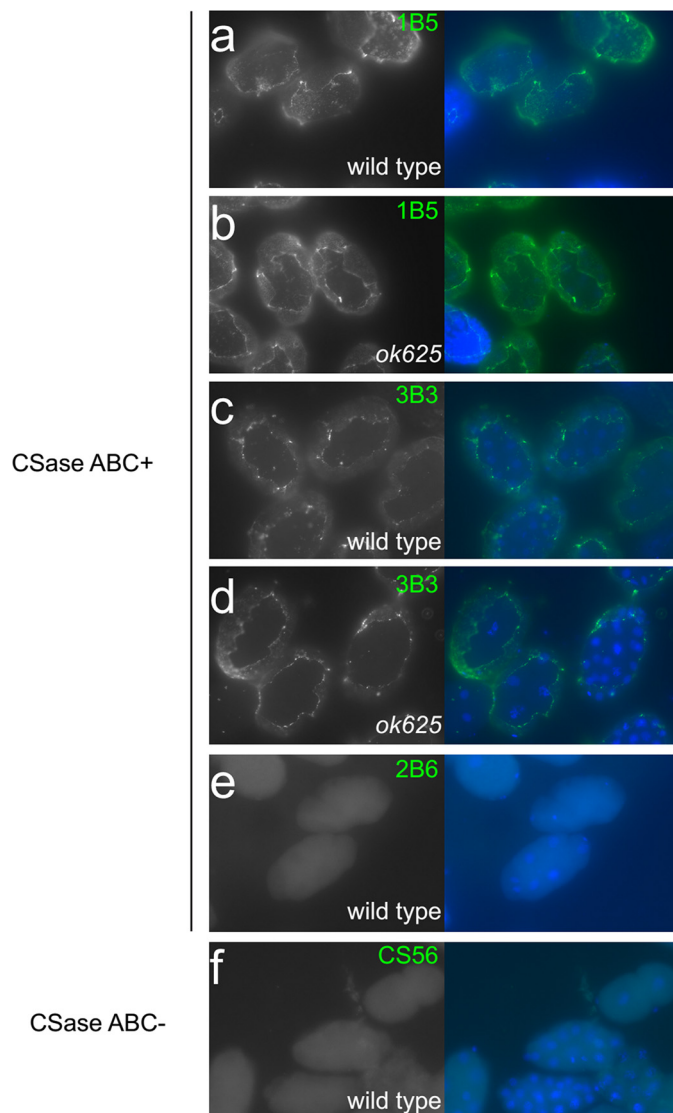 a
1B5
wild type
b
1B5
ok625
c
3B3
wild type
CSase ABC+
d
3B3
ok625
e
2B6
wild type
f
CS56
CSase ABC-
wild type